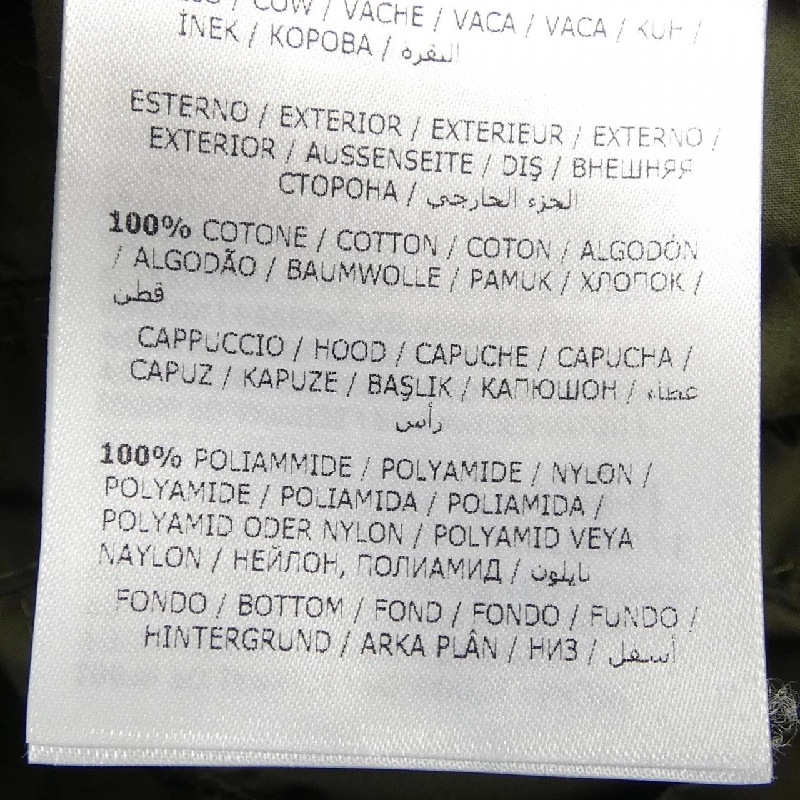 / COW / VACHE / VACA / VACA / KUH /
İNEK / КОРОВА / البقرة
ESTERNO / EXTERIOR / EXTERIEUR / EXTERNO /
EXTERIOR / AUSSENSEITE / DIŞ / ВНЕШНЯЯ
СТОРОНА / الجزء الخارجي
100% COTONE / COTTON / COTON / ALGODÓN
/ ALGODÃO / BAUMWOLLE / PAMUK / ХЛОПОК /
قطن
CAPPUCCIO / HOOD / CAPUCHE / CAPUCHA /
CAPUZ / KAPUZE / BAŞLIK / КАПЮШОН / غطاء
رأس
100% POLIAMMIDE / POLYAMIDE / NYLON /
POLYAMIDE / POLIAMIDA / POLIAMIDA /
POLYAMID ODER NYLON / POLYAMID VEYA
NAYLON / НЕЙЛОН, ПОЛИАМИД / نايلون
FONDO / BOTTOM / FOND / FONDO / FUNDO /
HINTERGRUND / ARKA PLÂN / НИЗ / أسفل